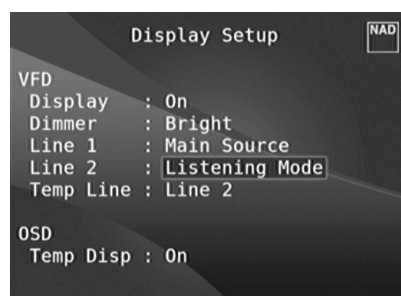 Display Setup
NAD
VFD
Display : On
Dimmer : Bright
Line 1 : Main Source
Line 2 : Listening Mode
Temp Line : Line 2
OSD
Temp Disp : On